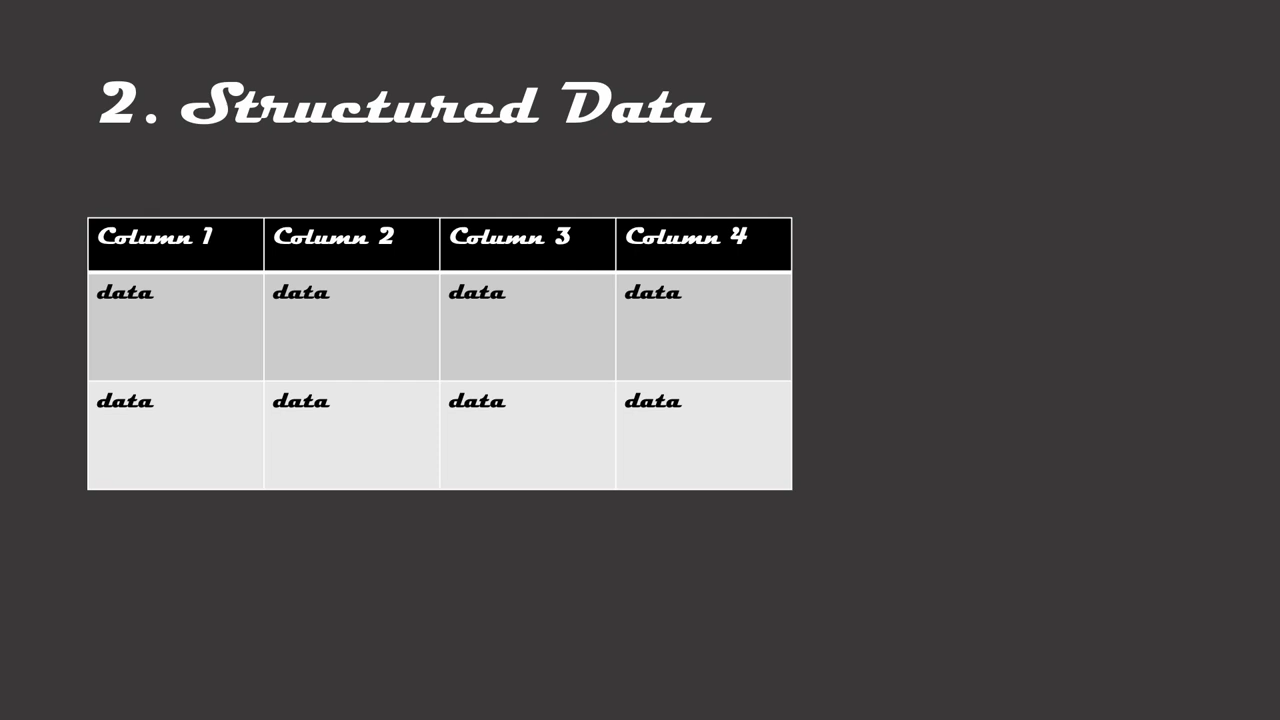 2. Structured Data
Column 1 Column 2 Column 3 Column 4
data data data data
data data data data